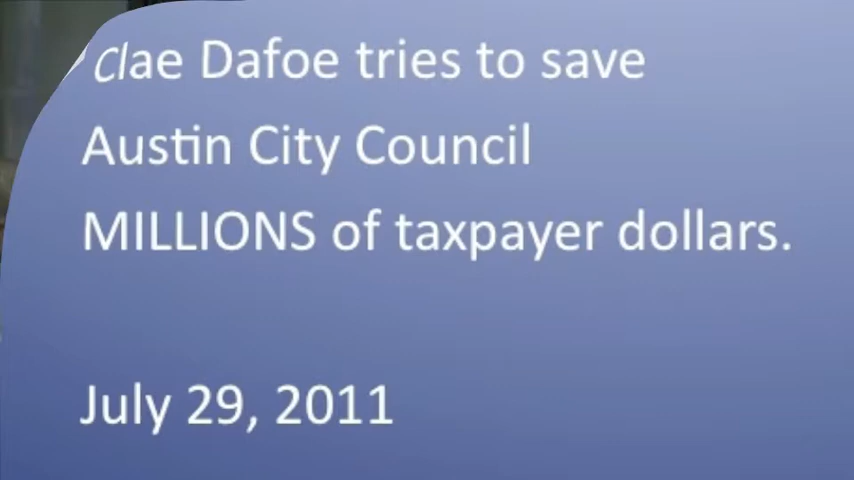 Clae Dafoe tries to save
Austin City Council
MILLIONS of taxpayer dollars.
July 29, 2011